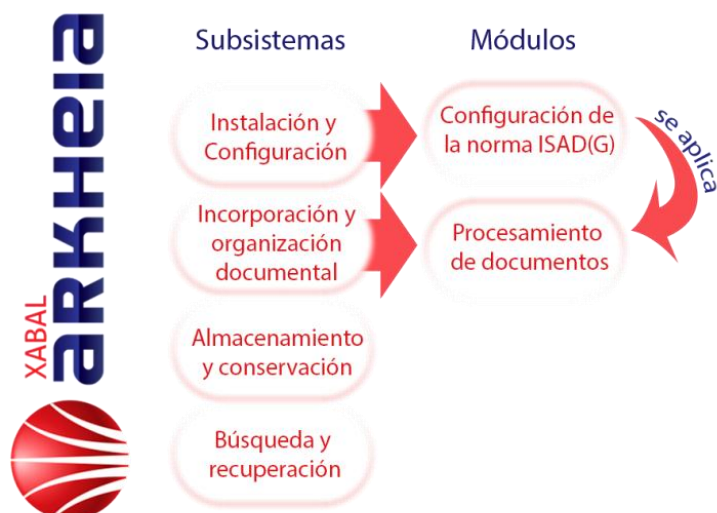 XABAL
aRKHeia
Subsistemas
Módulos
Instalación y
Configuración
Configuración de
la norma ISAD(G)
se aplica
Incorporación y
organización
documental
Procesamiento
de documentos
Almacenamiento
y conservación
Búsqueda y
recuperación